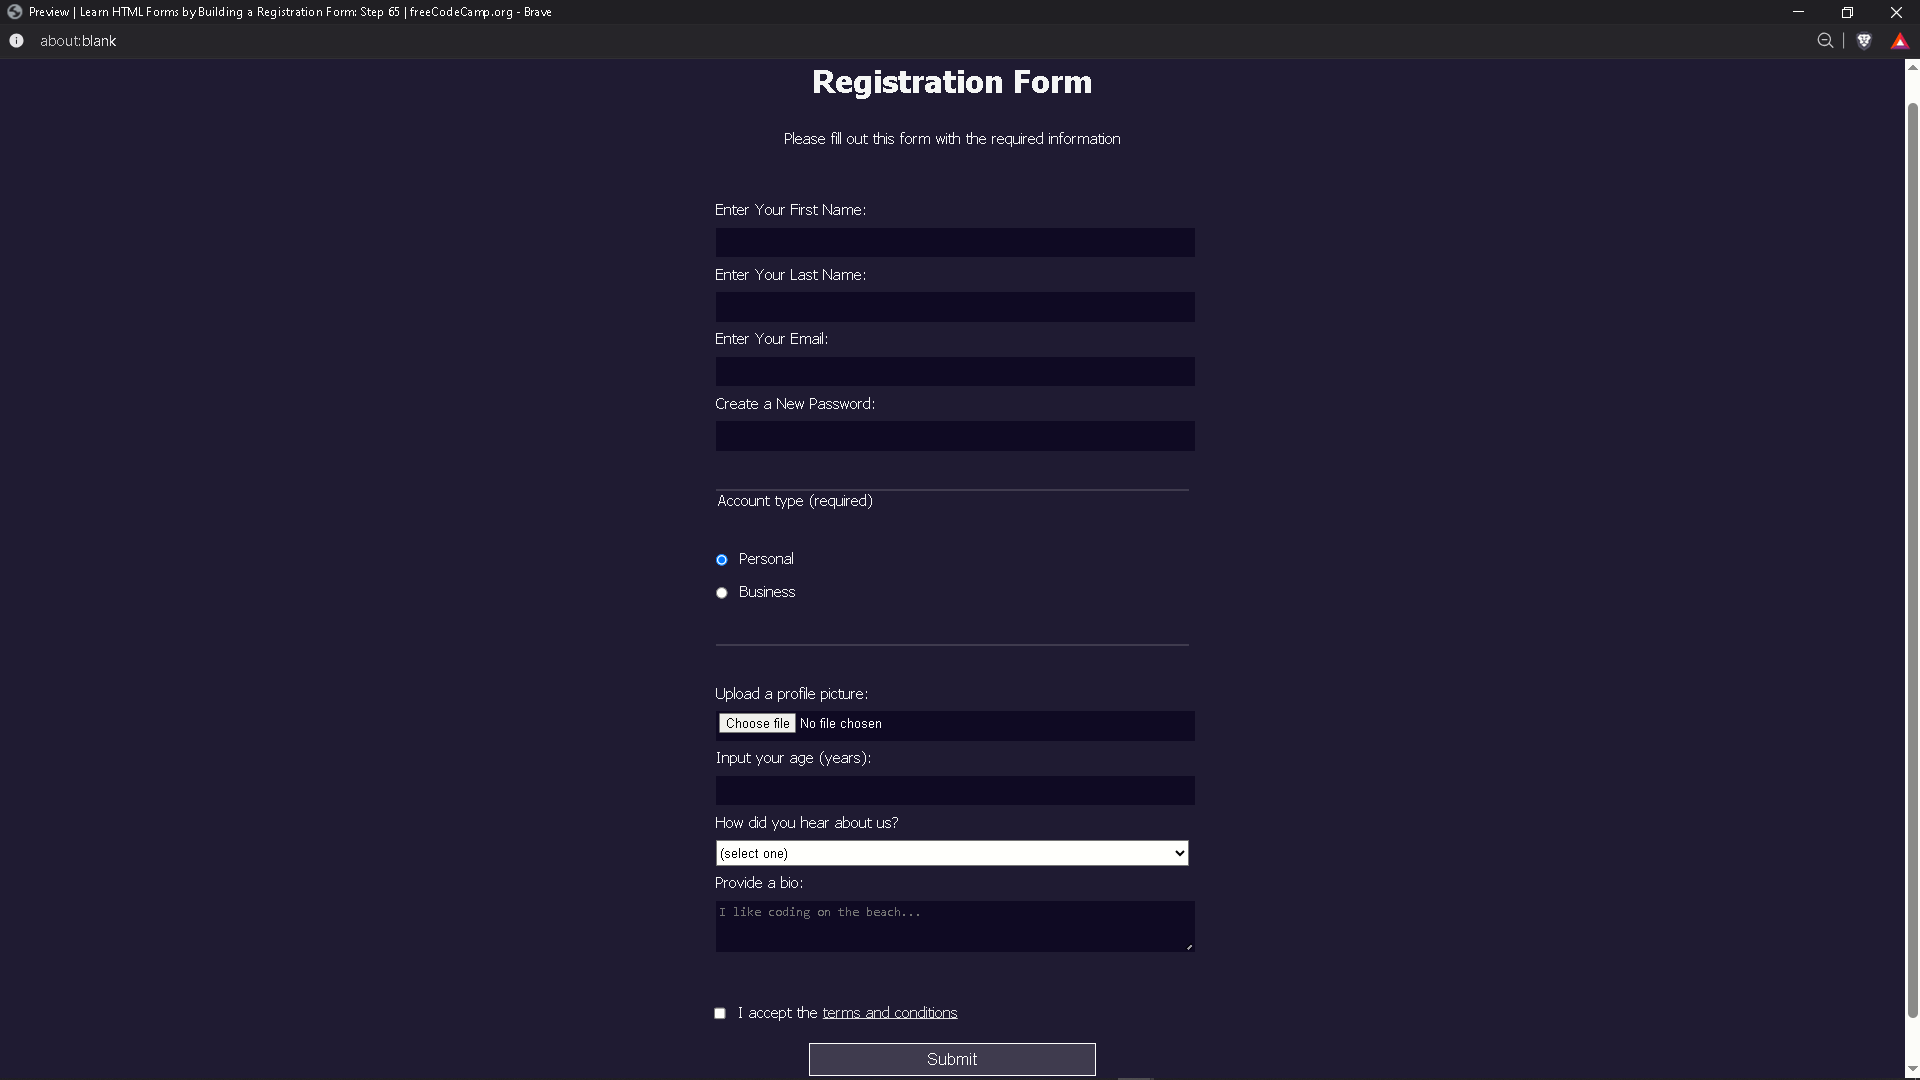 Preview | Learn HTML Forms by Building a Registration Form: Step 65 | freeCodeCamp.org - Brave
about:blank
Registration Form
Please fill out this form with the required information
Enter Your First Name:
Enter Your Last Name:
Enter Your Email:
Create a New Password:
Account type (required)
Personal
Business
Upload a profile picture:
Choose file No file chosen
Input your age (years):
How did you hear about us?
(select one)
Provide a bio:
I like coding on the beach...
I accept the terms and conditions
Submit